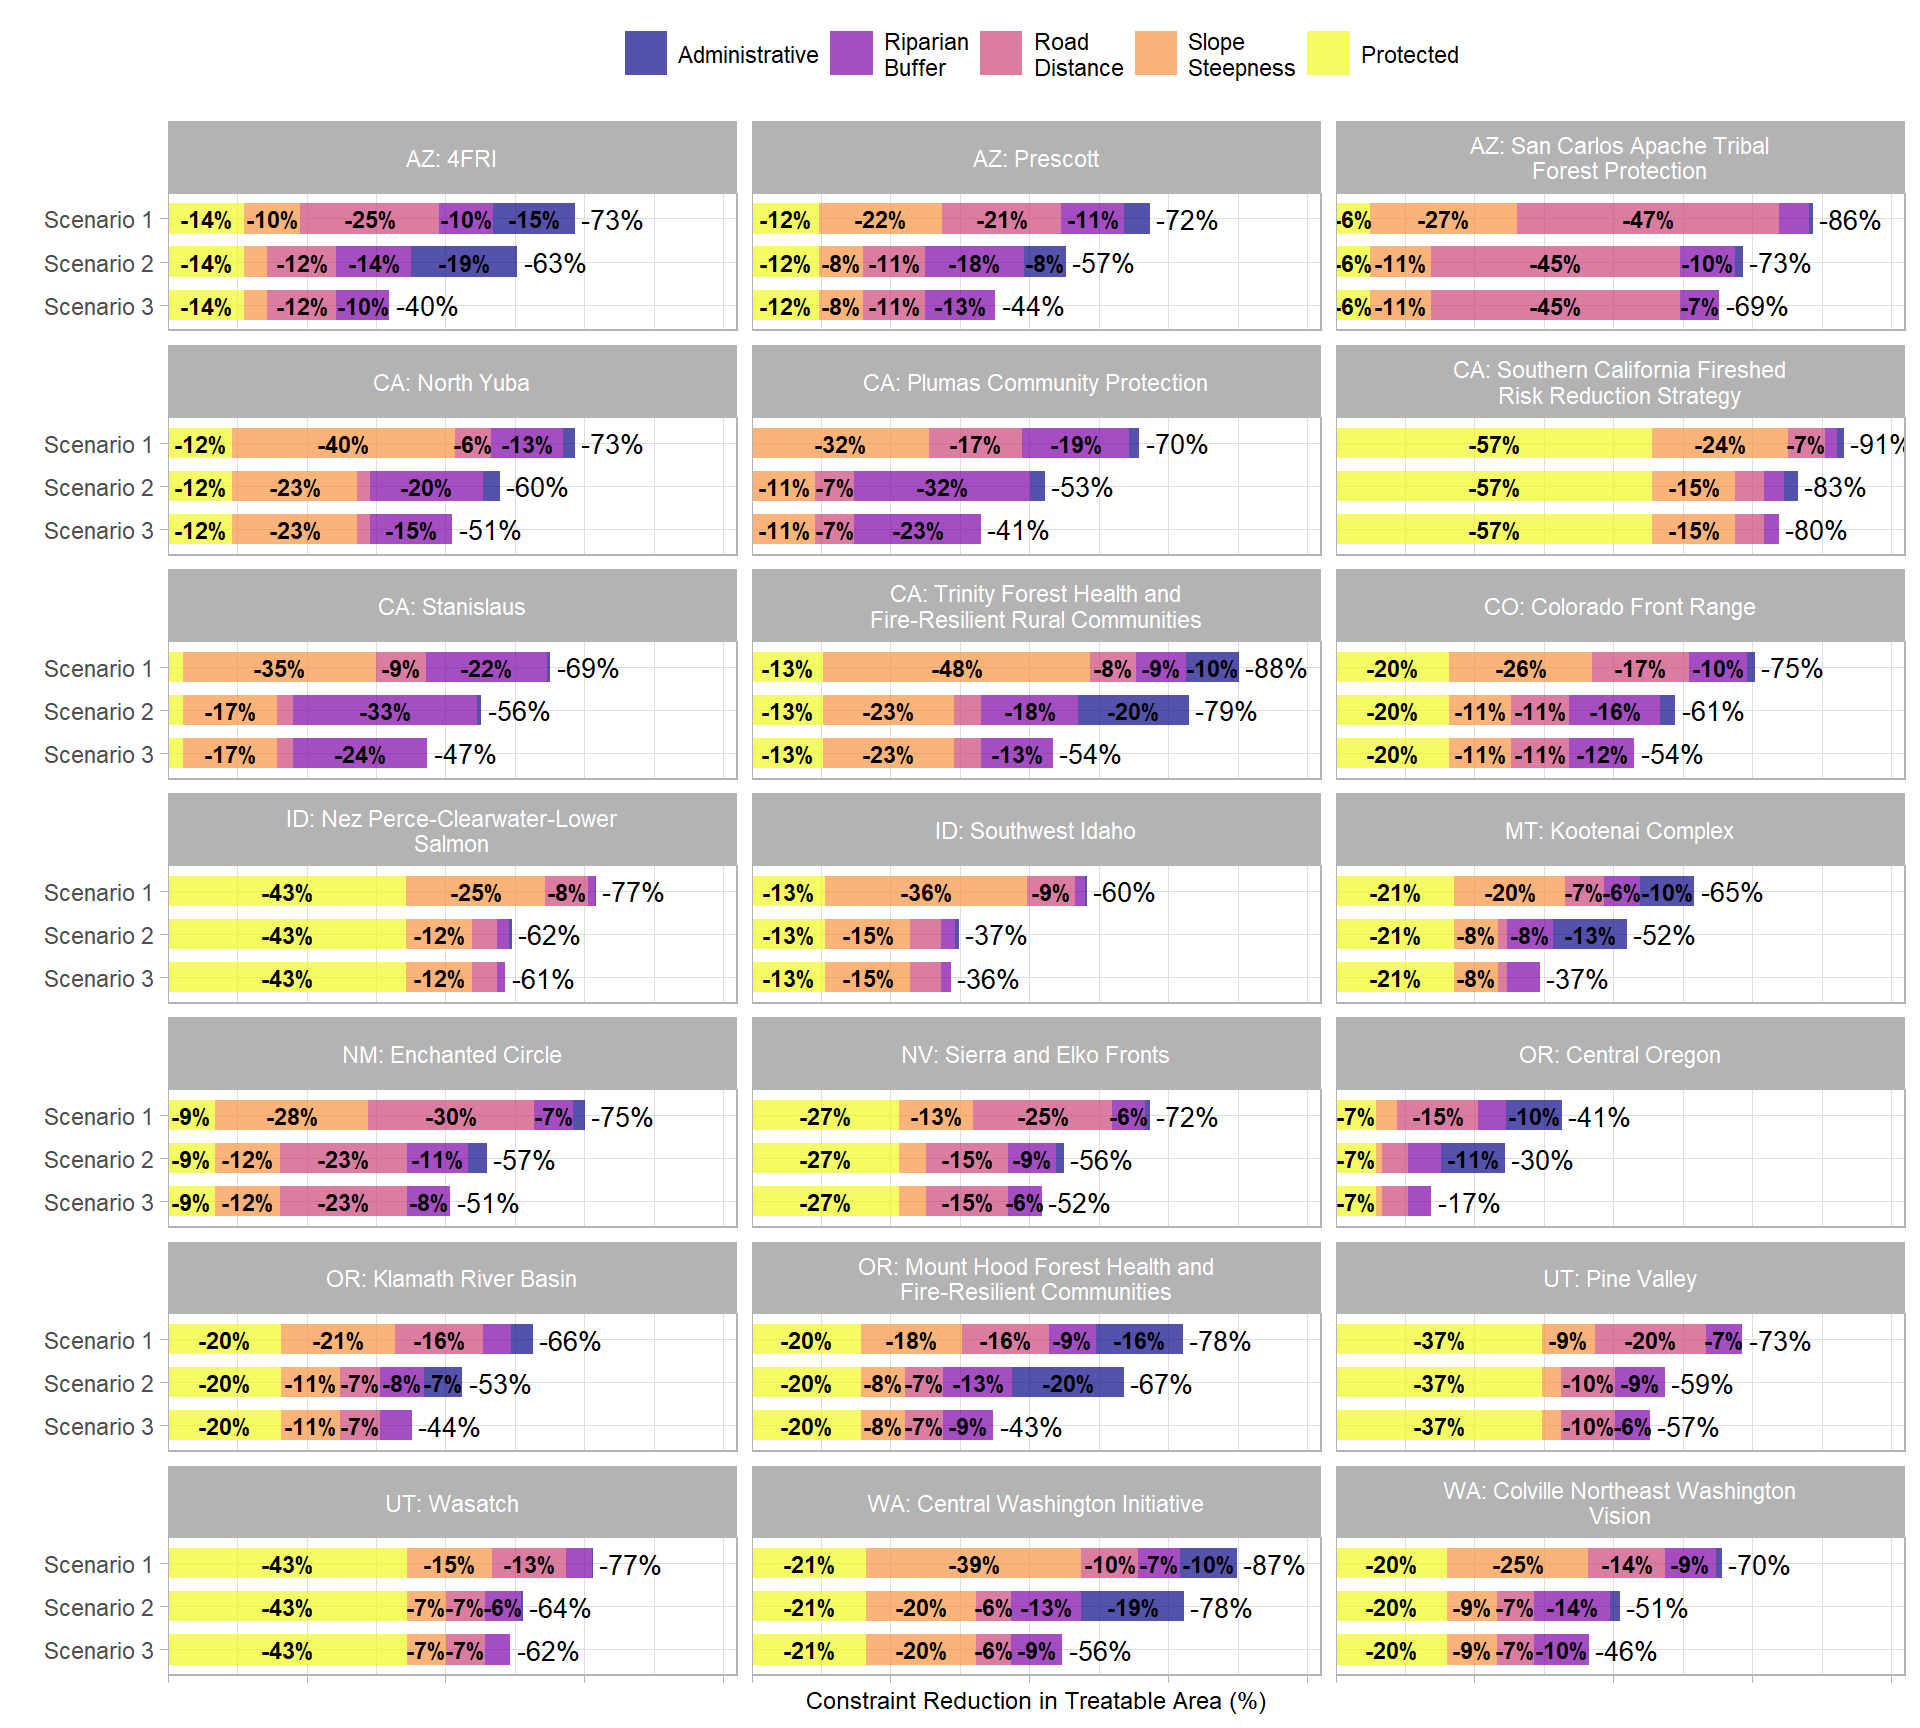 Administrative
Riparian
Buffer
Road
Distance
Slope
Steepness
Protected
AZ: 4FRI
Scenario 1 -14% -10% -25% -10% -15% -73%
Scenario 2 -14% -12% -14% -19% -63%
Scenario 3 -14% -12% -10% -40%
AZ: Prescott
-12% -22% -21% -11% -72%
-12% -8% -11% -18% -8% -57%
-12% -8% -11% -13% -44%
AZ: San Carlos Apache Tribal
Forest Protection
-6% -27% -47% -86%
-6% -11% -45% -10% -73%
-6% -11% -45% -7% -69%
CA: North Yuba
Scenario 1 -12% -40% -6% -13% -73%
Scenario 2 -12% -23% -20% -60%
Scenario 3 -12% -23% -15% -51%
CA: Plumas Community Protection
-32% -17% -19% -70%
-11% -7% -32% -53%
-11% -7% -23% -41%
CA: Southern California Fireshed
Risk Reduction Strategy
-57% -24% -7% -91%
-57% -15% -83%
-57% -15% -80%
CA: Stanislaus
Scenario 1 -35% -9% -22% -69%
Scenario 2 -17% -33% -56%
Scenario 3 -17% -24% -47%
CA: Trinity Forest Health and
Fire-Resilient Rural Communities
-13% -48% -8% -9% -10% -88%
-13% -23% -18% -20% -79%
-13% -23% -13% -54%
CO: Colorado Front Range
-20% -26% -17% -10% -75%
-20% -11% -11% -16% -61%
-20% -11% -11% -12% -54%
ID: Nez Perce-Clearwater-Lower
Salmon
Scenario 1 -43% -25% -8% -77%
Scenario 2 -43% -12% -62%
Scenario 3 -43% -12% -61%
ID: Southwest Idaho
-13% -36% -9% -60%
-13% -15% -37%
-13% -15% -36%
MT: Kootenai Complex
-21% -20% -7% -6% -10% -65%
-21% -8% -8% -13% -52%
-21% -8% -37%
NM: Enchanted Circle
Scenario 1 -9% -28% -30% -7% -75%
Scenario 2 -9% -12% -23% -11% -57%
Scenario 3 -9% -12% -23% -8% -51%
NV: Sierra and Elko Fronts
-27% -13% -25% -6% -72%
-27% -15% -9% -56%
-27% -15% -6% -52%
OR: Central Oregon
-7% -15% -10% -41%
-7% -11% -30%
-7% -17%
OR: Klamath River Basin
Scenario 1 -20% -21% -16% -66%
Scenario 2 -20% -11% -7% -8% -7% -53%
Scenario 3 -20% -11% -7% -44%
OR: Mount Hood Forest Health and
Fire-Resilient Communities
-20% -18% -16% -9% -16% -78%
-20% -8% -7% -13% -20% -67%
-20% -8% -7% -9% -43%
UT: Pine Valley
-37% -9% -20% -7% -73%
-37% -10% -9% -59%
-37% -10% -6% -57%
UT: Wasatch
Scenario 1 -43% -15% -13% -77%
Scenario 2 -43% -7% -7% -6% -64%
Scenario 3 -43% -7% -7% -62%
WA: Central Washington Initiative
-21% -39% -10% -7% -10% -87%
-21% -20% -6% -13% -19% -78%
-21% -20% -6% -9% -56%
WA: Colville Northeast Washington
Vision
-20% -25% -14% -9% -70%
-20% -9% -7% -14% -51%
-20% -9% -7% -10% -46%
Constraint Reduction in Treatable Area (%)